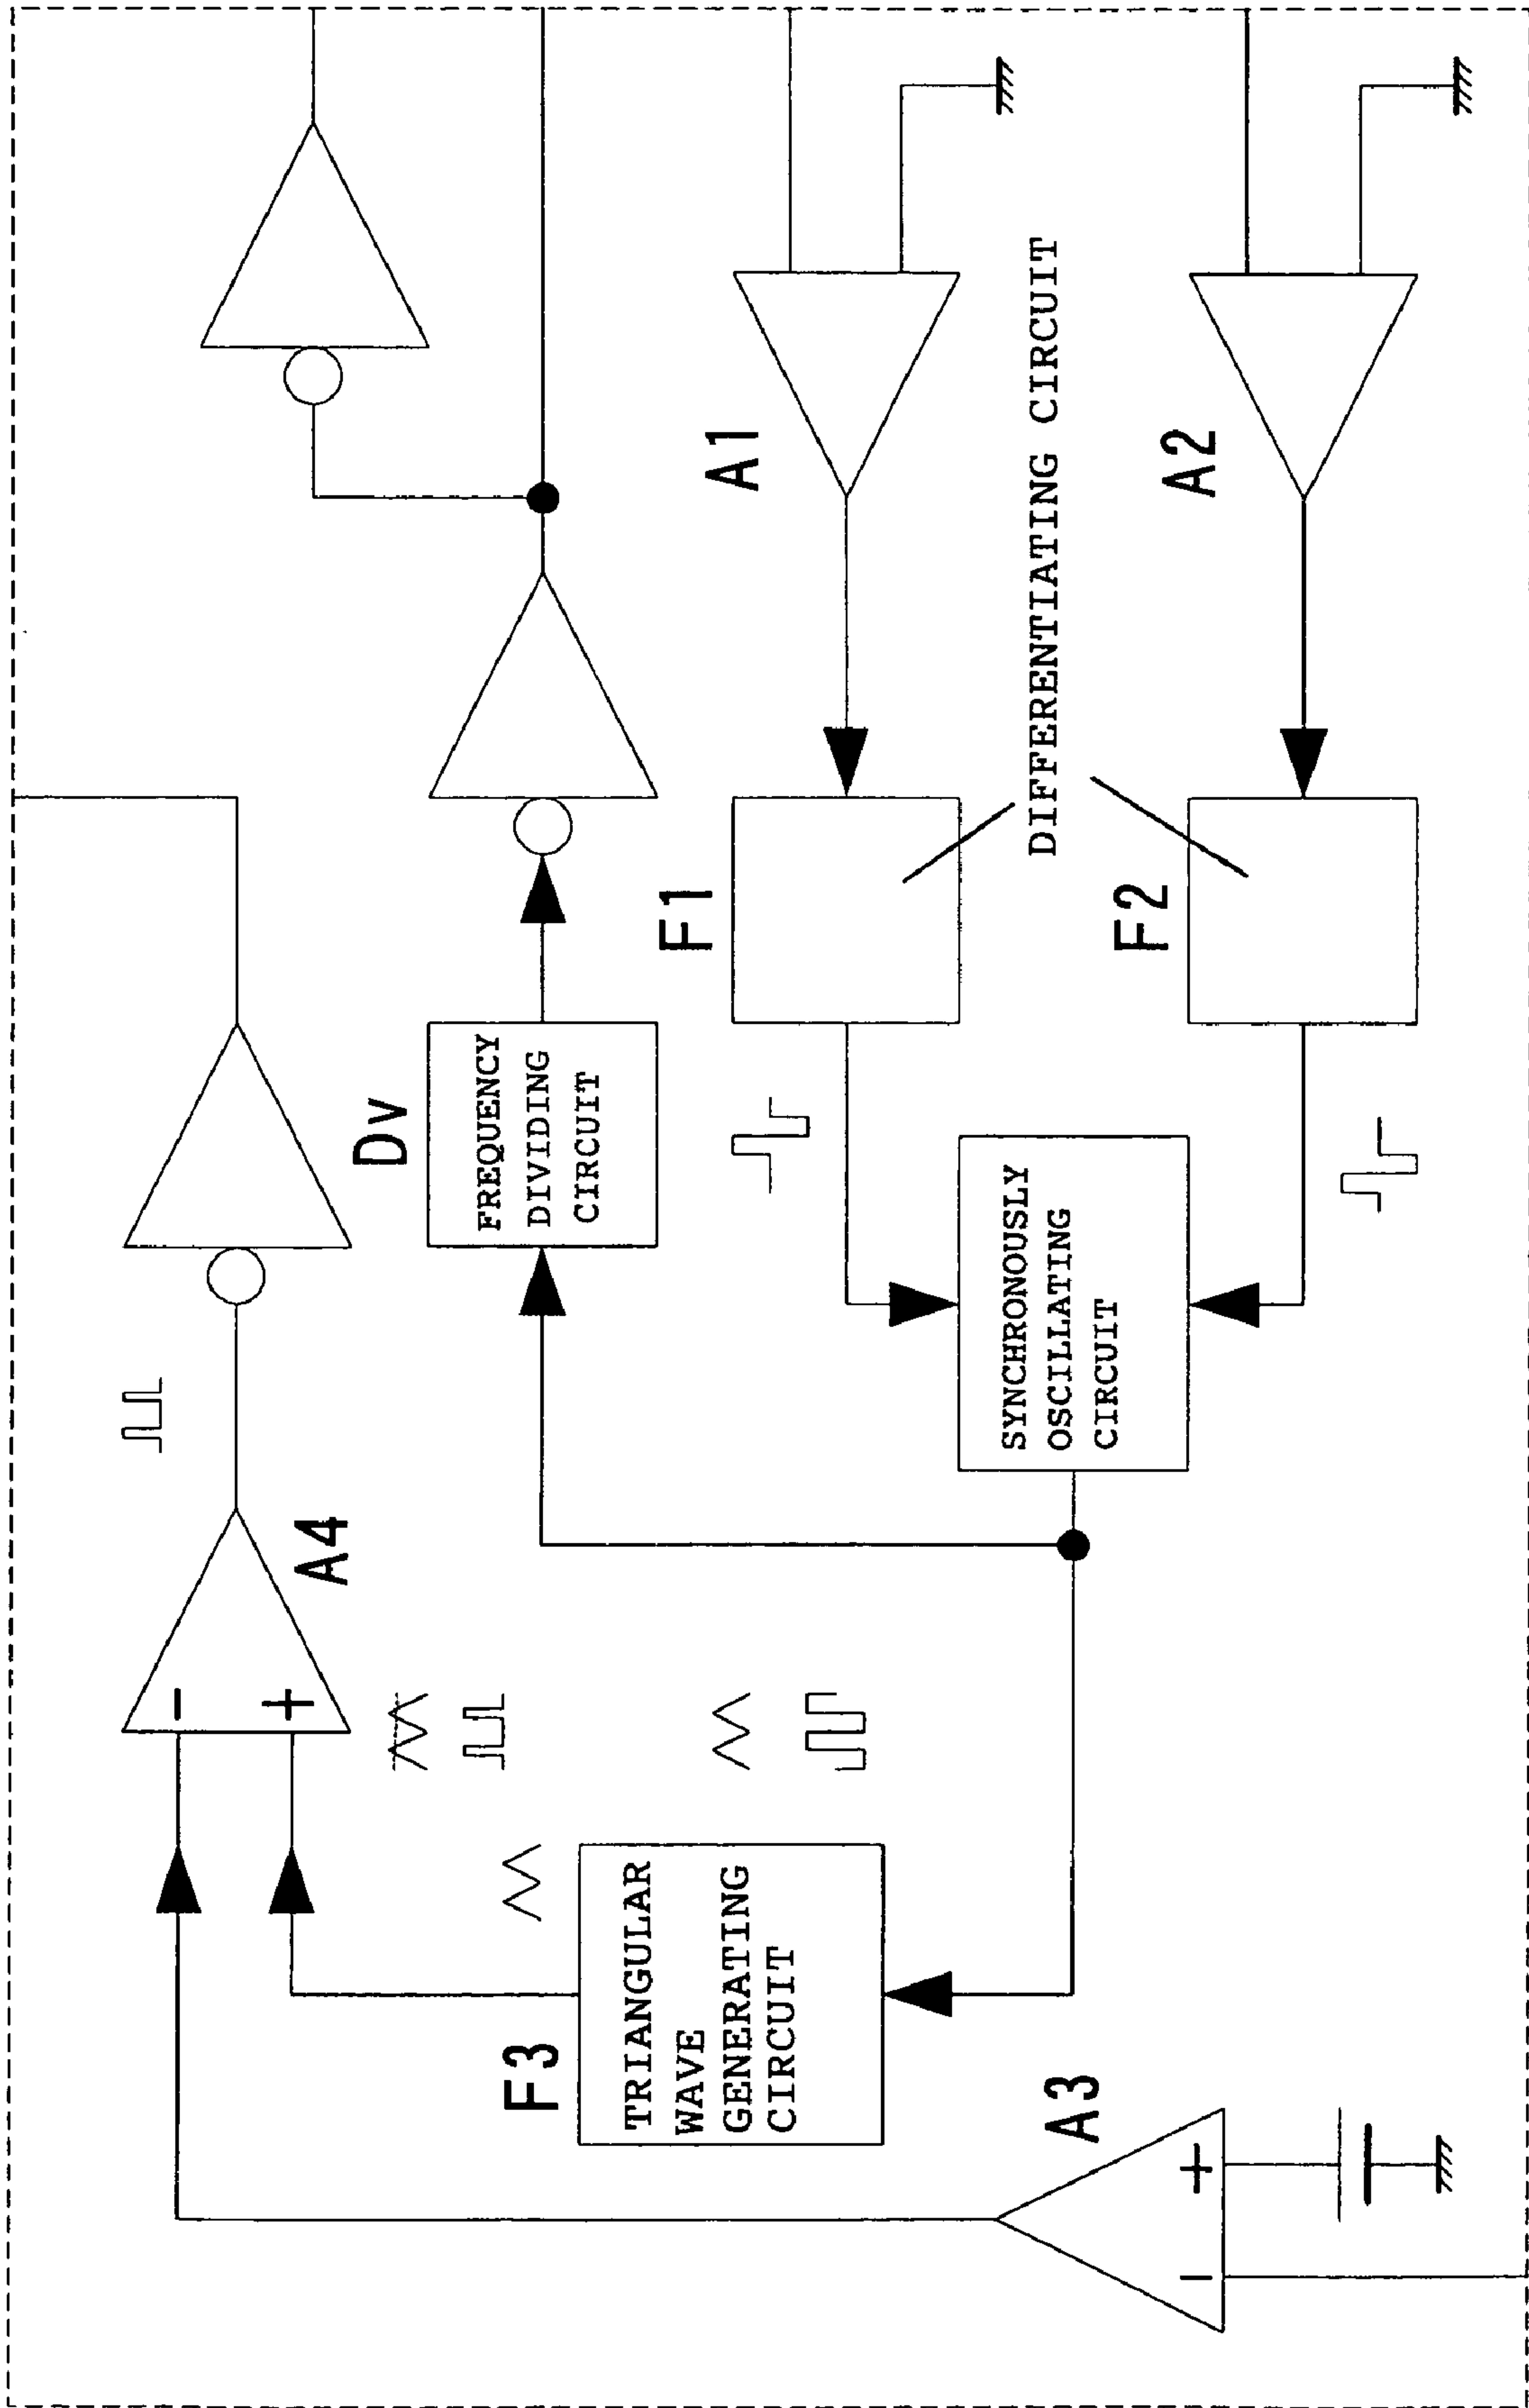 −
+
A4
Dv
FREQUENCY
DIVIDING
CIRCUIT
F3
TRIANGULAR
WAVE
GENERATING
CIRCUIT
F1
A1
DIFFERENTIATING CIRCUIT
SYNCHRONOUSLY
OSCILLATING
CIRCUIT
A3
− +
F2
A2